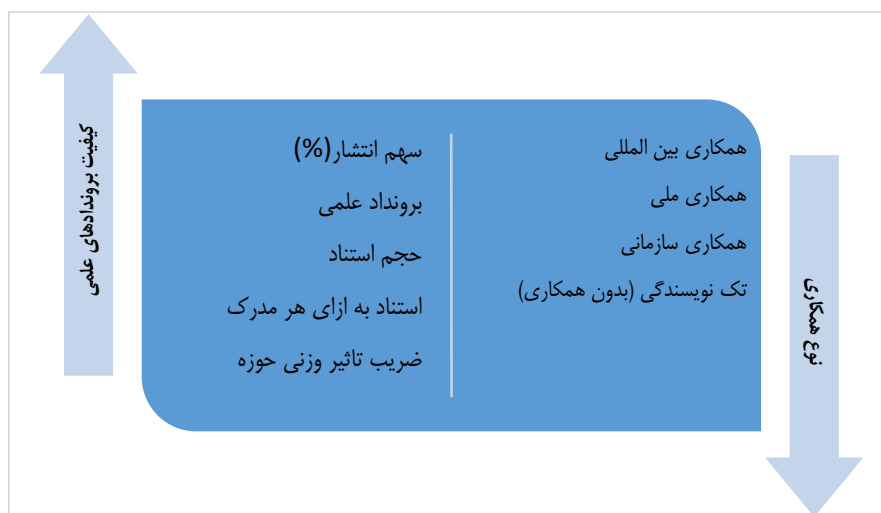 نوع همکاری
همکاری بین المللی
همکاری ملی
همکاری سازمانی
تک نویسندگی (بدون همکاری)
سهم انتشار(%)
برونداد علمی
حجم استناد
استناد به ازای هر مدرک
ضریب تاثیر وزنی حوزه
کیفیت بروندادهای علمی